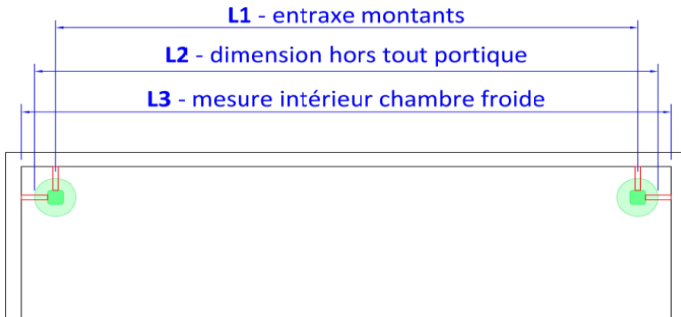 L1 - entraxe montants
L2 - dimension hors tout portique
L3 - mesure intérieur chambre froide